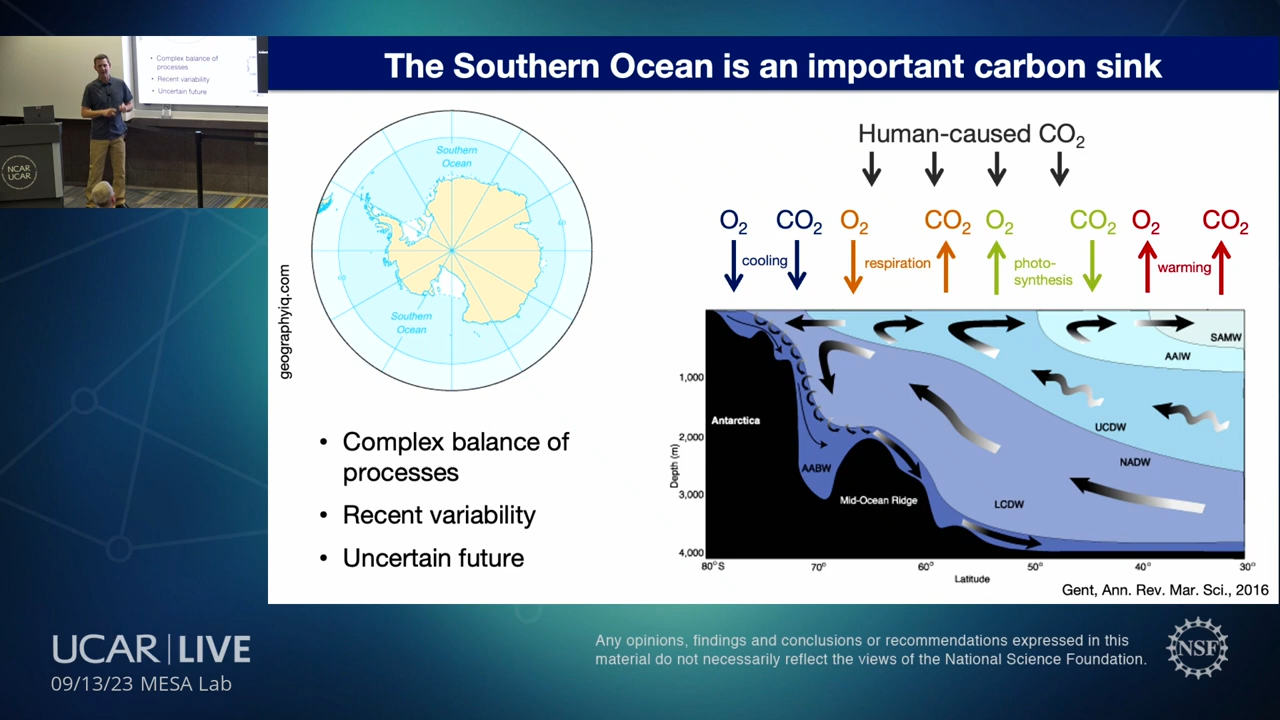 The Southern Ocean is an important carbon sink
• Complex balance of
processes
• Recent variability
• Uncertain future
NCAR
UCAR
Southern
Ocean
Southern
Ocean
geographyiq.com
• Complex balance of
processes
• Recent variability
• Uncertain future
Human-caused CO₂
O₂ CO₂ O₂ CO₂ O₂ CO₂ O₂ CO₂
cooling respiration photo-
synthesis warming
SAMW
AAIW
1,000
Antarctica
UCDW
2,000
NADW
AABW
Depth (m)
3,000
Mid-Ocean Ridge
LCDW
4,000
80°S 70° 60° 50° 40° 30°
Latitude
Gent, Ann. Rev. Mar. Sci., 2016
UCAR | LIVE
09/13/23 MESA Lab
Any opinions, findings and conclusions or recommendations expressed in this
material do not necessarily reflect the views of the National Science Foundation.
NSF